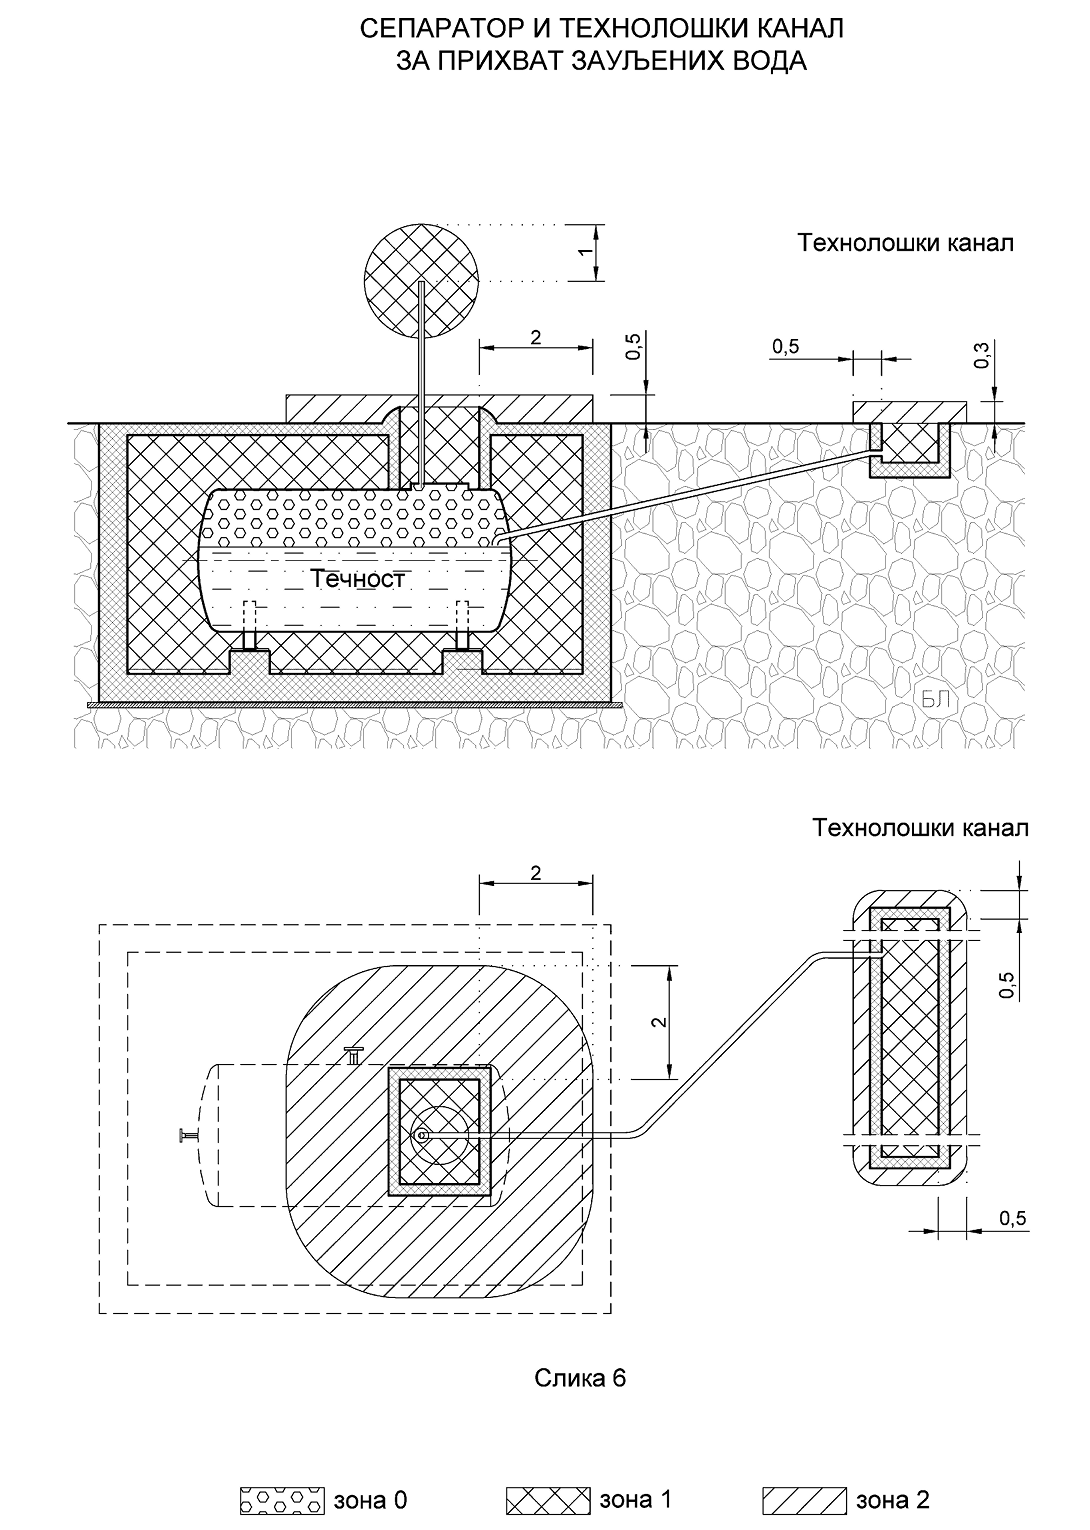 СЕПАРАТОР И ТЕХНОЛОШКИ КАНАЛ
ЗА ПРИХВАТ ЗАУЉЕНИХ ВОДА
1
Технолошки канал
2
0,5
0,5
0,3
Течност
БЛ
Технолошки канал
2
2
0,5
0,5
Слика 6
зона 0
зона 1
зона 2